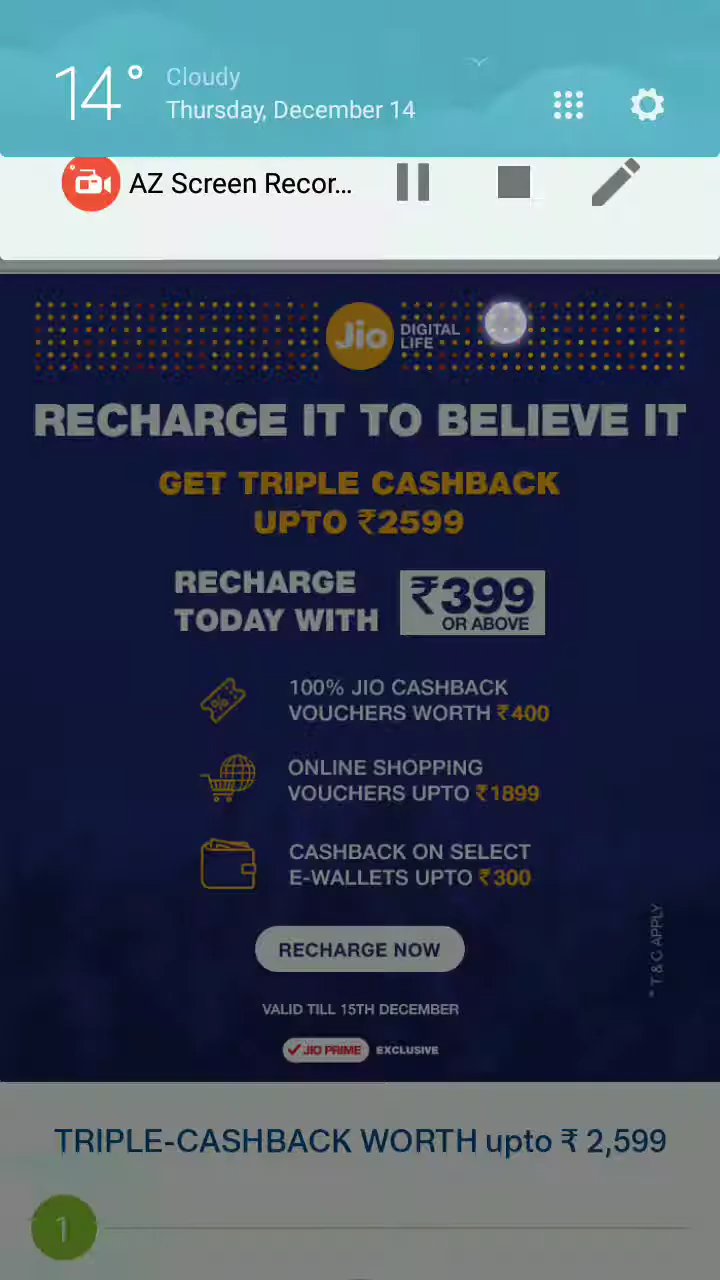 14°
Cloudy
Thursday, December 14
AZ Screen Recor...
Jio
DIGITAL
LIFE
RECHARGE IT TO BELIEVE IT
GET TRIPLE CASHBACK
UPTO ₹2599
RECHARGE
TODAY WITH
₹399
OR ABOVE
100% JIO CASHBACK
VOUCHERS WORTH ₹400
ONLINE SHOPPING
VOUCHERS UPTO ₹1899
CASHBACK ON SELECT
E-WALLETS UPTO ₹300
* T & C APPLY
RECHARGE NOW
VALID TILL 15TH DECEMBER
JIO PRIME EXCLUSIVE
TRIPLE-CASHBACK WORTH upto ₹ 2,599
1